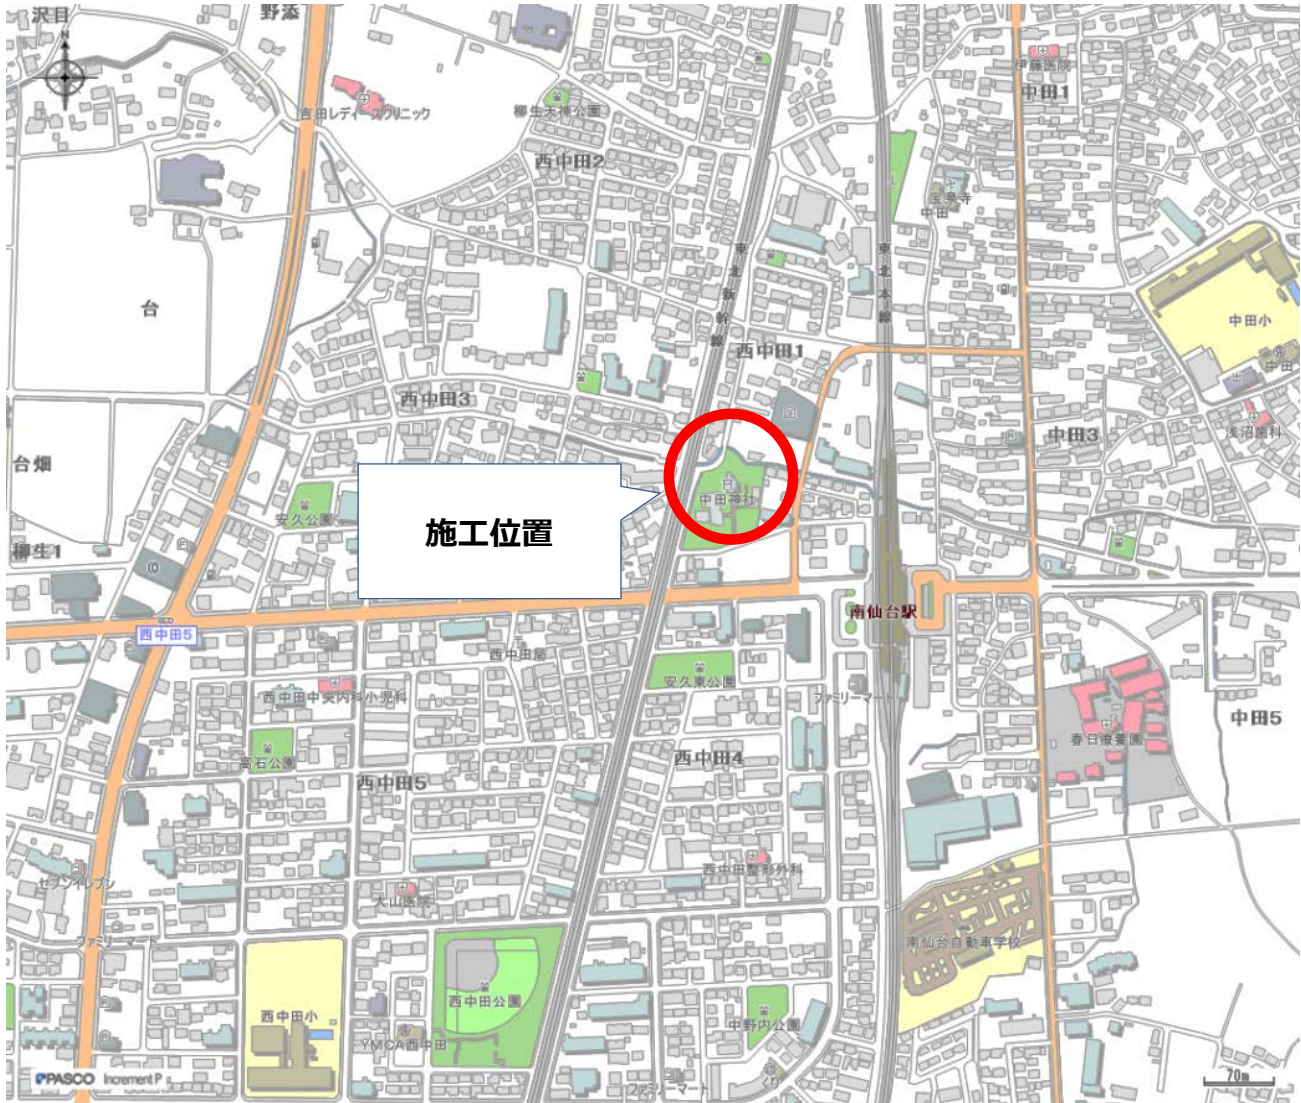 沢目
野添
N
伊藤医院
中田1
吉田レディースクリニック
柳生天神公園
西中田2
宝泉寺
中田
東北新幹線
東北本線
台
中田小
西中田1
中田
西中田3
浅沼歯科
中田3
台畑
中田神社
安久公園
施工位置
柳生1
南仙台駅
西中田5
西中田局
安久東公園
ファミリーマート
西中田中央内科小児科
中田5
春日療養園
高石公園
西中田4
西中田5
西中田整形外科
セブンイレブン
大山医院
ファミリーマート
南仙台自動車学校
西中田公園
西中田小
中野内公園
YMCA西中田
ファミリーマート
PASCO Increment P
70m